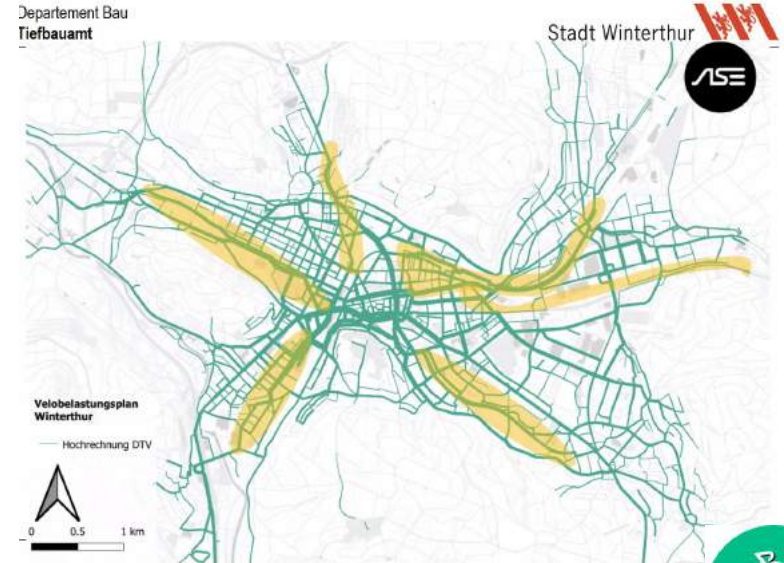 Departement Bau
Tiefbauamt
Stadt Winterthur
ASE
Velobelastungsplan
Winterthur
Hochrechnung DTV
0 0.5 1 km